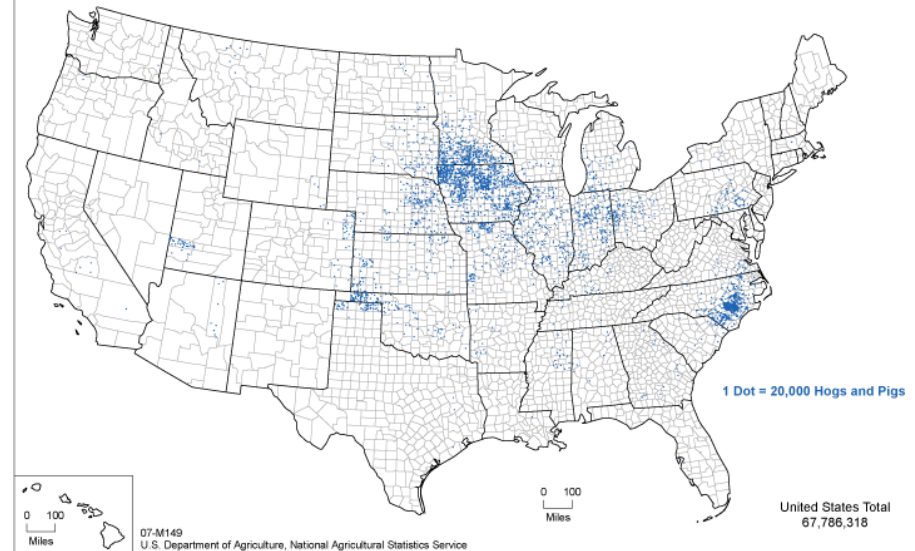 1 Dot = 20,000 Hogs and Pigs
0 100
Miles
United States Total
67,786,318
0 100
Miles
07-M149
U.S. Department of Agriculture, National Agricultural Statistics Service